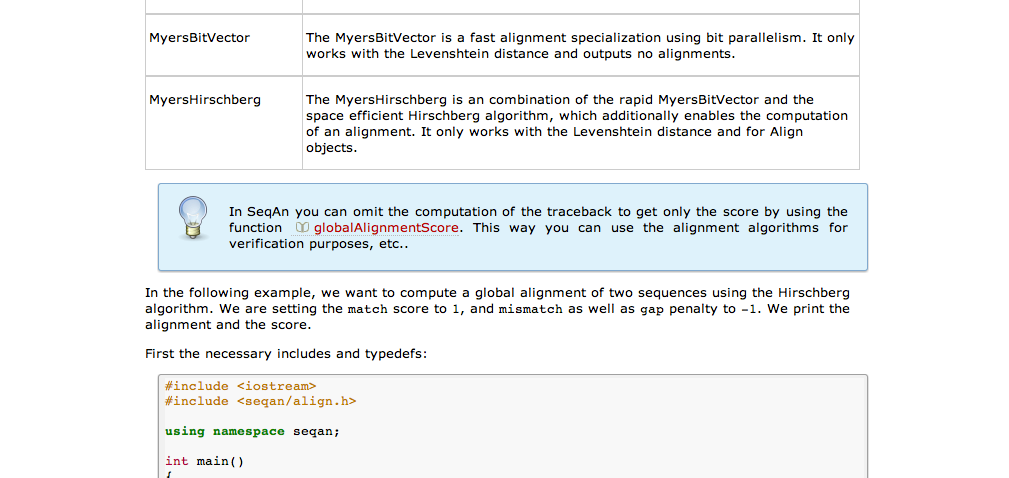 MyersBitVector
The MyersBitVector is a fast alignment specialization using bit parallelism. It only
works with the Levenshtein distance and outputs no alignments.
MyersHirschberg
The MyersHirschberg is an combination of the rapid MyersBitVector and the
space efficient Hirschberg algorithm, which additionally enables the computation
of an alignment. It only works with the Levenshtein distance and for Align
objects.
In SeqAn you can omit the computation of the traceback to get only the score by using the
function globalAlignmentScore. This way you can use the alignment algorithms for
verification purposes, etc..
In the following example, we want to compute a global alignment of two sequences using the Hirschberg
algorithm. We are setting the match score to 1, and mismatch as well as gap penalty to -1. We print the
alignment and the score.
First the necessary includes and typedefs:
#include <iostream>
#include <seqan/align.h>
using namespace seqan;
int main()
{